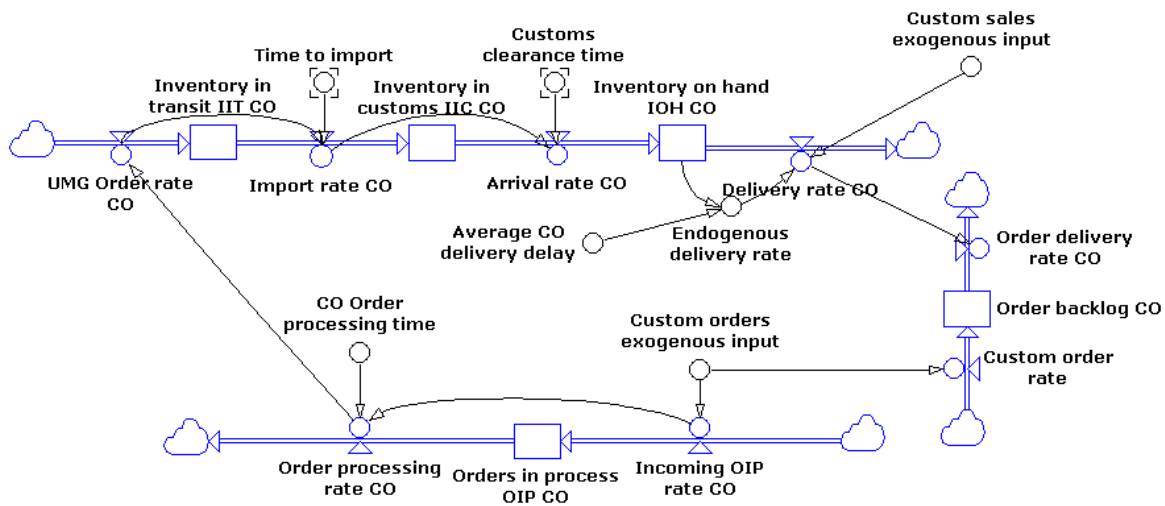 Custom sales
exogenous input
Customs
clearance time
Time to import
Inventory in
transit IIT CO
Inventory in
customs IIC CO
Inventory on hand
IOH CO
UMG Order rate
CO
Import rate CO
Arrival rate CO
Delivery rate CO
Average CO
delivery delay
Endogenous
delivery rate
Order delivery
rate CO
Order backlog CO
CO Order
processing time
Custom orders
exogenous input
Custom order
rate
Order processing
rate CO
Orders in process
OIP CO
Incoming OIP
rate CO